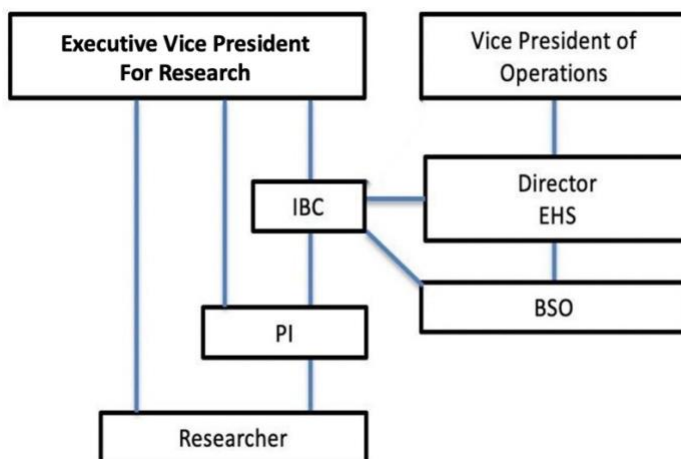 Executive Vice President
For Research
Vice President of
Operations
IBC
Director
EHS
BSO
PI
Researcher